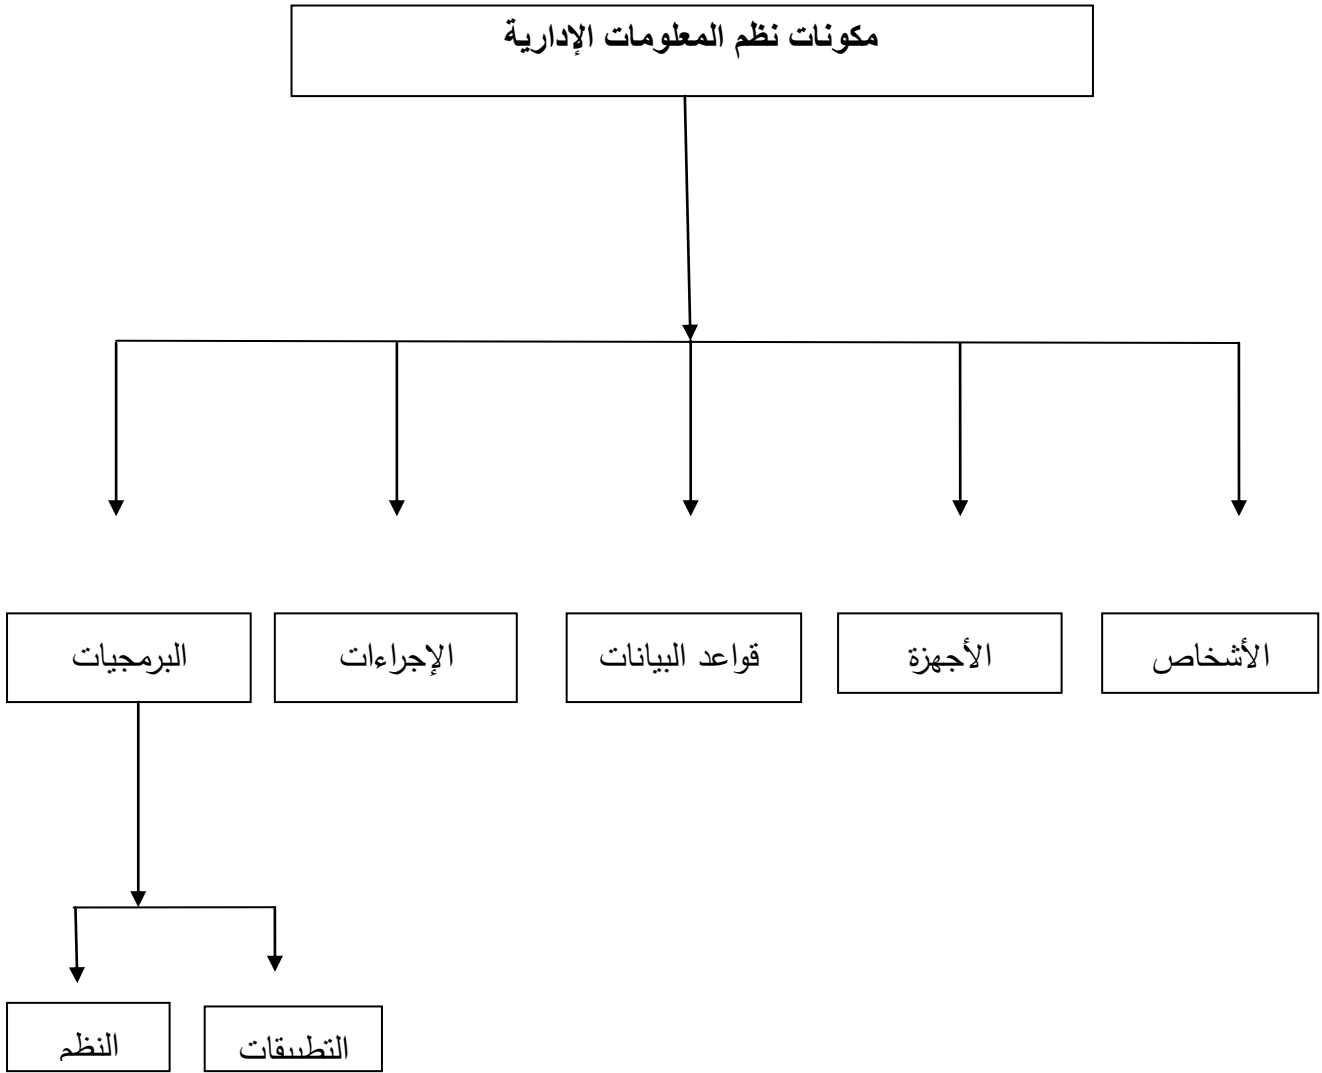 مكونات نظم المعلومات الإدارية
الأشخاص
الأجهزة
قواعد البيانات
الإجراءات
البرمجيات
التطبيقات
النظم